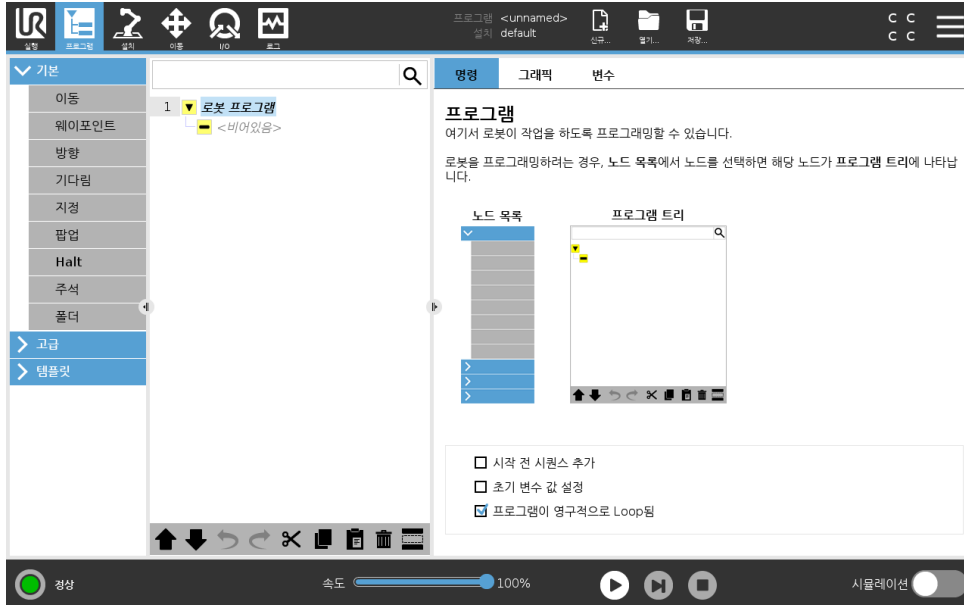 UR
실행
프로그램
설치
이동
I/O
로그
프로그램 <unnamed>
설치 default
신규...
열기...
저장...
C C
C C
기본
이동
웨이포인트
방향
기다림
지정
팝업
Halt
주석
폴더
고급
템플릿
1 로봇 프로그램
<비어있음>
명령 그래픽 변수
프로그램
여기서 로봇이 작업을 하도록 프로그래밍할 수 있습니다.
로봇을 프로그래밍하려는 경우, 노드 목록에서 노드를 선택하면 해당 노드가 프로그램 트리에 나타납
니다.
노드 목록 프로그램 트리
시작 전 시퀀스 추가
초기 변수 값 설정
프로그램이 영구적으로 Loop됨
정상
속도 100%
시뮬레이션